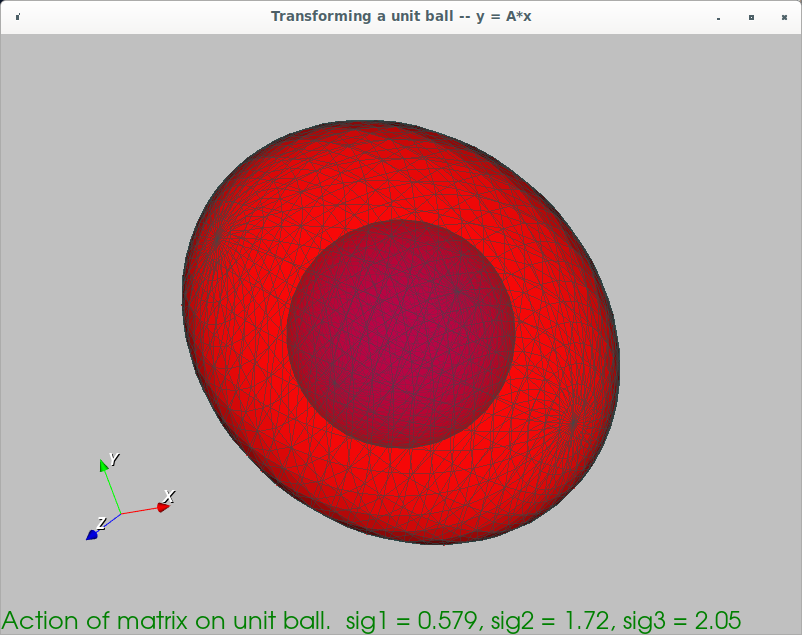 Transforming a unit ball -- y = A*x
Y
X
Z
Action of matrix on unit ball.  sig1 = 0.579, sig2 = 1.72, sig3 = 2.05